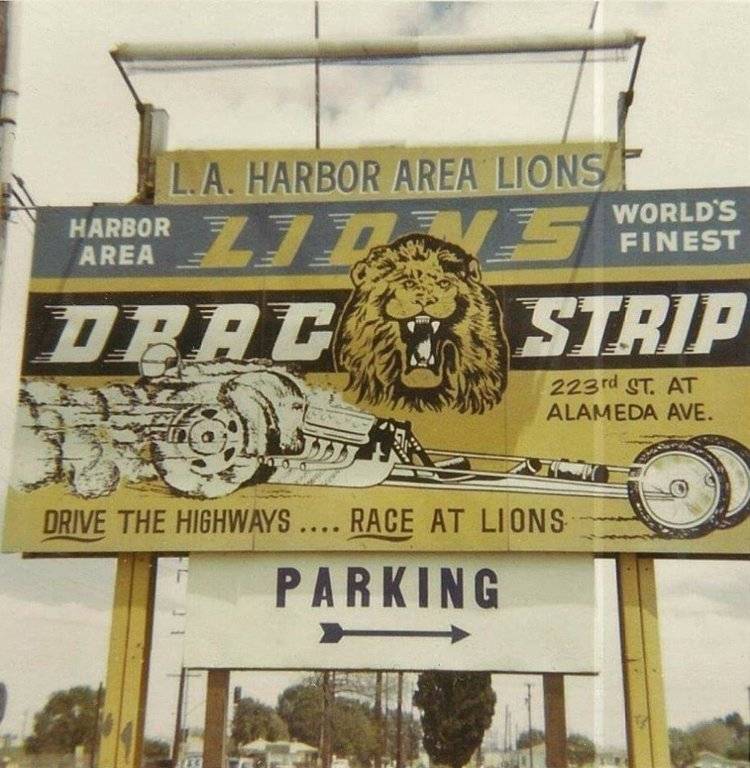 L.A. HARBOR AREA LIONS
HARBOR
AREA
LIONS
WORLD'S
FINEST
DRAG STRIP
223rd ST. AT
ALAMEDA AVE.
DRIVE THE HIGHWAYS .... RACE AT LIONS
PARKING